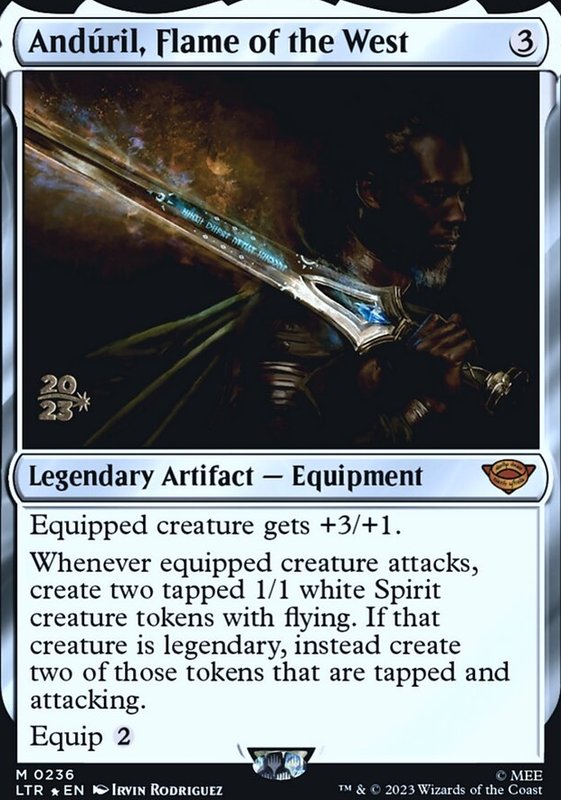 Andúril, Flame of the West 3
20
23
Legendary Artifact — Equipment
Equipped creature gets +3/+1.
Whenever equipped creature attacks,
create two tapped 1/1 white Spirit
creature tokens with flying. If that
creature is legendary, instead create
two of those tokens that are tapped and
attacking.
Equip 2
M 0236
LTR ★ EN Irvin Rodriguez
© MEE
™ & © 2023 Wizards of the Coast